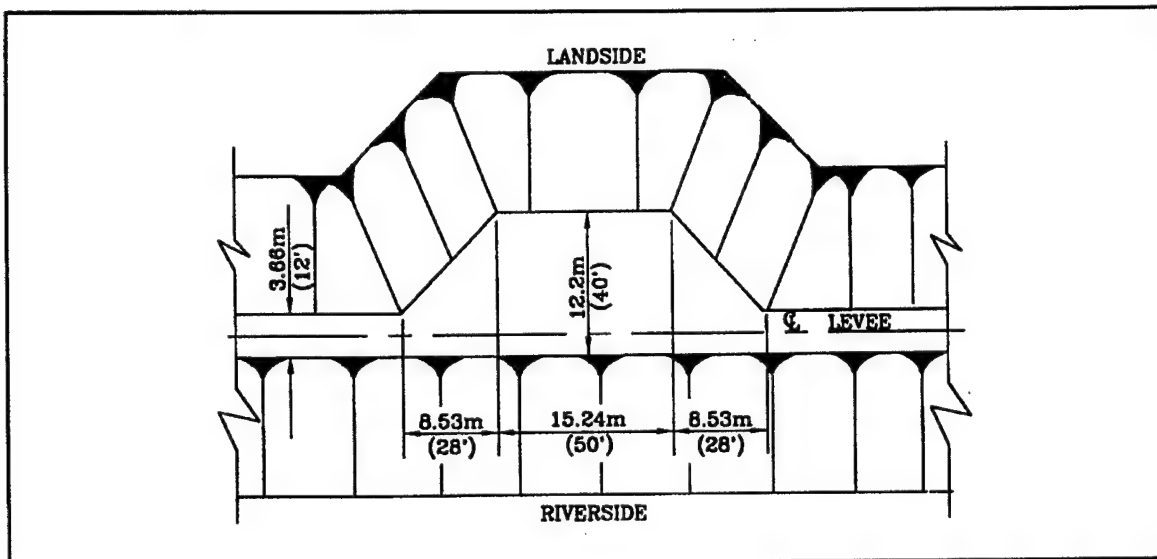 LANDSIDE
3.66m
(12')
12.2m
(40')
℄ LEVEE
8.53m
(28')
15.24m
(50')
8.53m
(28')
RIVERSIDE